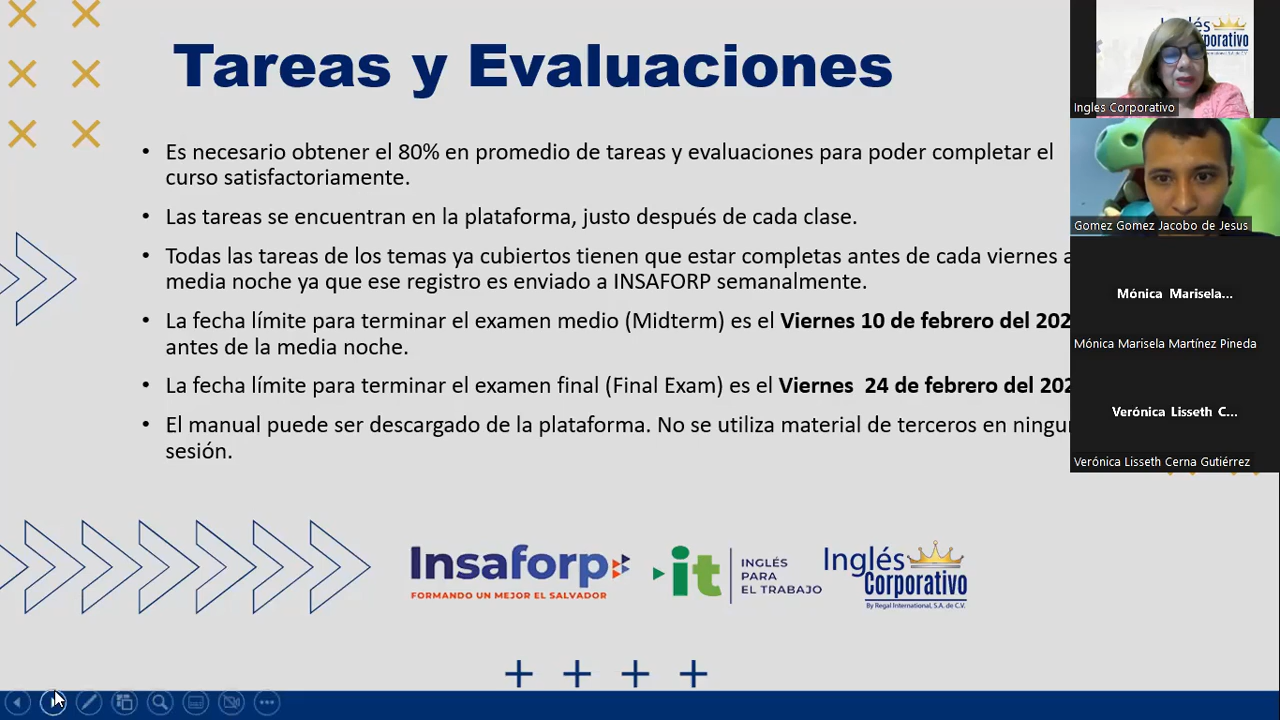 Tareas y Evaluaciones
• Es necesario obtener el 80% en promedio de tareas y evaluaciones para poder completar el
curso satisfactoriamente.
• Las tareas se encuentran en la plataforma, justo después de cada clase.
• Todas las tareas de los temas ya cubiertos tienen que estar completas antes de cada viernes a
media noche ya que ese registro es enviado a INSAFORP semanalmente.
• La fecha límite para terminar el examen medio (Midterm) es el Viernes 10 de febrero del 202
antes de la media noche.
• La fecha límite para terminar el examen final (Final Exam) es el Viernes 24 de febrero del 202
• El manual puede ser descargado de la plataforma. No se utiliza material de terceros en ningu
sesión.
Insaforp
FORMANDO UN MEJOR EL SALVADOR
it
INGLÉS
PARA
EL TRABAJO
Inglés
Corporativo
By Regal International, S.A. de C.V.
Ingles Corporativo
Gomez Gomez Jacobo de Jesus
Mónica Marisela...
Mónica Marisela Martínez Pineda
Verónica Lisseth C...
Verónica Lisseth Cerna Gutiérrez